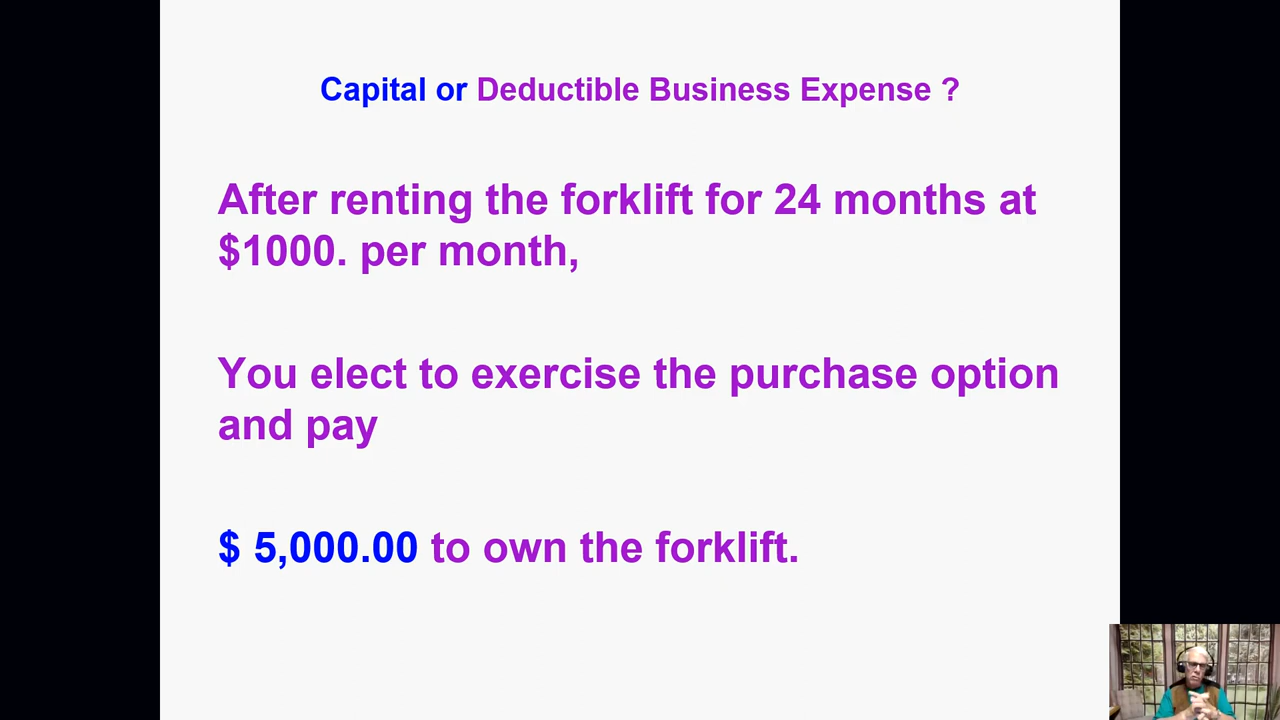 Capital or Deductible Business Expense ?
After renting the forklift for 24 months at
$1000. per month,
You elect to exercise the purchase option
and pay
$ 5,000.00 to own the forklift.